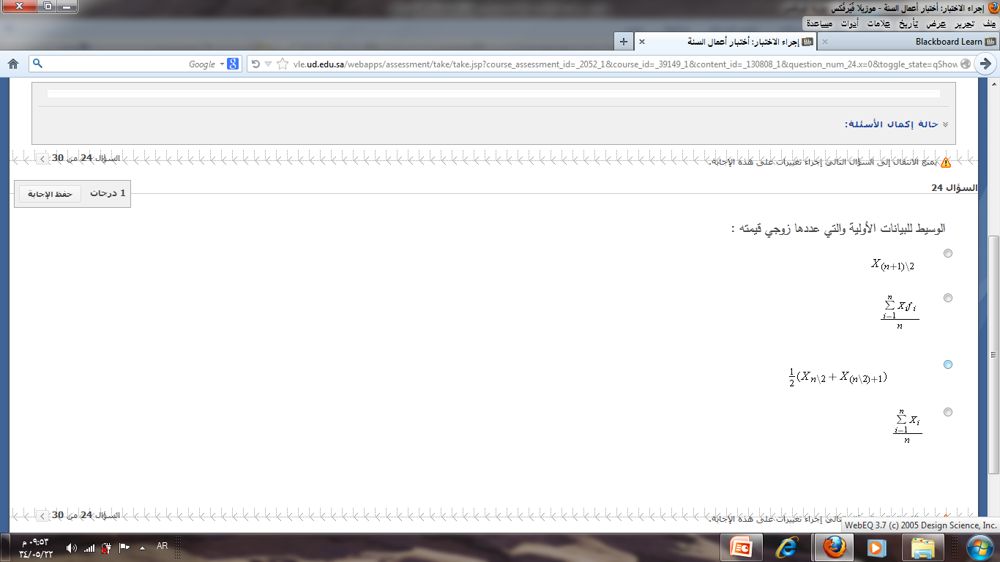 إجراء الاختبار: أختبار أعمال السنة - موزيلا فَيَرفُكس
ملف تحرير عرض تأريخ علامات أدوات مساعدة
Blackboard Learn
إجراء الاختبار: أختبار أعمال السنة
vle.ud.edu.sa/webapps/assessment/take/take.jsp?course_assessment_id=_2052_1&course_id=_39149_1&content_id=_130808_1&question_num_24.x=0&toggle_state=qShow
Google
حالة إكمال الأسئلة:
يمنع الانتقال إلى السؤال التالي إجراء تغييرات على هذه الإجابة.
السؤال 24 من 30
السؤال 24
1 درجات
حفظ الإجابة
الوسيط للبيانات الأولية والتي عددها زوجي قيمته :
X_{(n+1)\2}
\frac{\sum_{i=1}^{n} X_i f_i}{n}
\frac{1}{2}(X_{n\2} + X_{(n\2)+1})
\frac{\sum_{i=1}^{n} X_i}{n}
التالي إجراء تغييرات على هذه الإجابة.
السؤال 24 من 30
WebEQ 3.7 (c) 2005 Design Science, Inc.
AR
٠٩:٥٣ م
٣٤/٠٥/٢٢